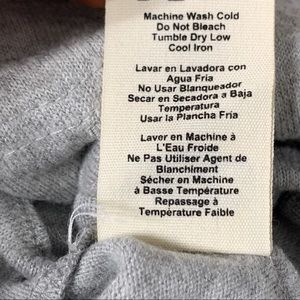 Machine Wash Cold
Do Not Bleach
Tumble Dry Low
Cool Iron
Lavar en Lavadora con
Agua Fria
No Usar Blanqueador
Secar en Secadora a Baja
Temperatura
Usar la Plancha Fria
Laver en Machine à
L'Eau Froide
Ne Pas Utiliser Agent de
Blanchiment
Sécher en Machine
à Basse Température
Repassage à
Température Faible